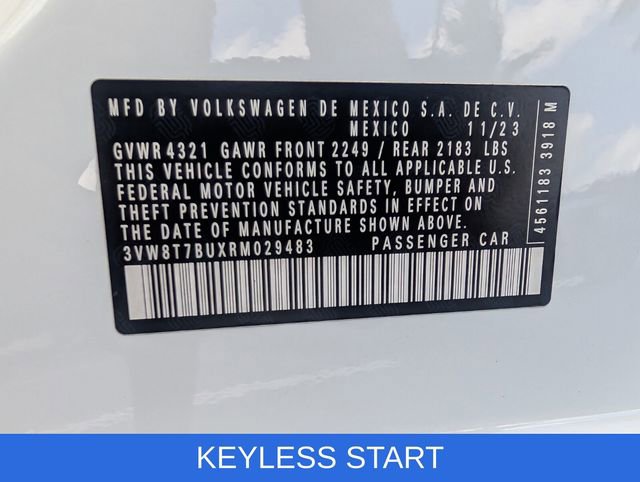 MFD BY VOLKSWAGEN DE MEXICO S.A. DE C.V.
MEXICO 11/23
GVWR 4321 GAWR FRONT 2249 / REAR 2183 LBS
THIS VEHICLE CONFORMS TO ALL APPLICABLE U.S.
FEDERAL MOTOR VEHICLE SAFETY, BUMPER AND
THEFT PREVENTION STANDARDS IN EFFECT ON
THE DATE OF MANUFACTURE SHOWN ABOVE.
3VW8T7BUXRM029483 PASSENGER CAR
4561183 3918 M
KEYLESS START